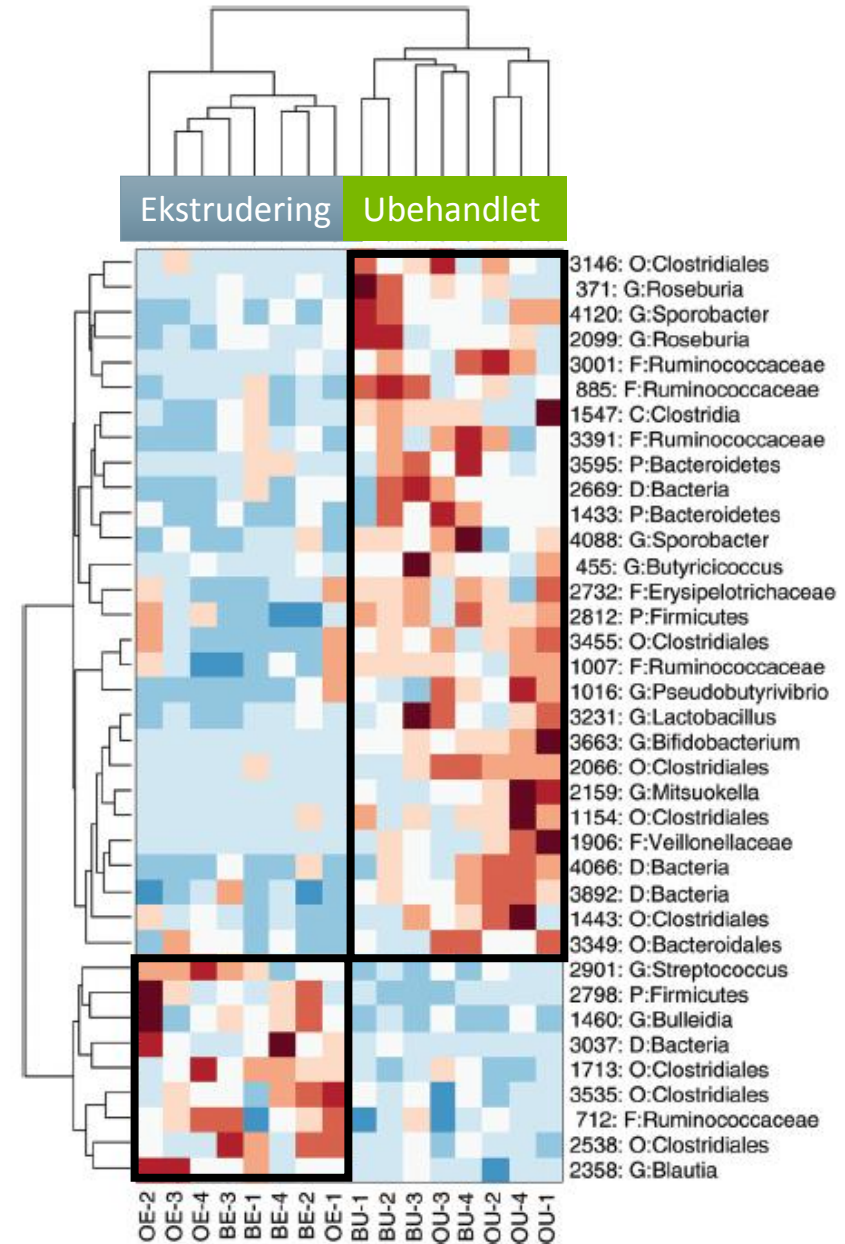 Ekstrudering
Ubehandlet
3146: O:Clostridiales
371: G:Roseburia
4120: G:Sporobacter
2099: G:Roseburia
3001: F:Ruminococcaceae
885: F:Ruminococcaceae
1547: C:Clostridia
3391: F:Ruminococcaceae
3595: P:Bacteroidetes
2669: D:Bacteria
1433: P:Bacteroidetes
4088: G:Sporobacter
455: G:Butyricicoccus
2732: F:Erysipelotrichaceae
2812: P:Firmicutes
3455: O:Clostridiales
1007: F:Ruminococcaceae
1016: G:Pseudobutyrivibrio
3231: G:Lactobacillus
3663: G:Bifidobacterium
2066: O:Clostridiales
2159: G:Mitsuokella
1154: O:Clostridiales
1906: F:Veillonellaceae
4066: D:Bacteria
3892: D:Bacteria
1443: O:Clostridiales
3349: O:Bacteroidales
2901: G:Streptococcus
2798: P:Firmicutes
1460: G:Bulleidia
3037: D:Bacteria
1713: O:Clostridiales
3535: O:Clostridiales
712: F:Ruminococcaceae
2538: O:Clostridiales
2358: G:Blautia
OE-2
OE-3
OE-4
BE-3
BE-1
BE-4
BE-2
OE-1
BU-1
BU-2
BU-3
OU-3
BU-4
OU-2
OU-4
OU-1